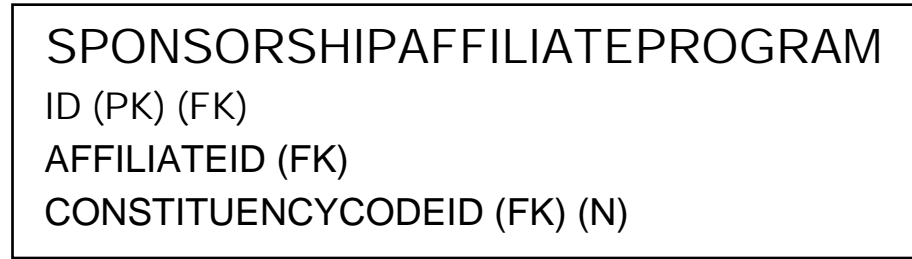 SPONSORSHIPAFFILIATEPROGRAM
ID (PK) (FK)
AFFILIATEID (FK)
CONSTITUENCYCODEID (FK) (N)